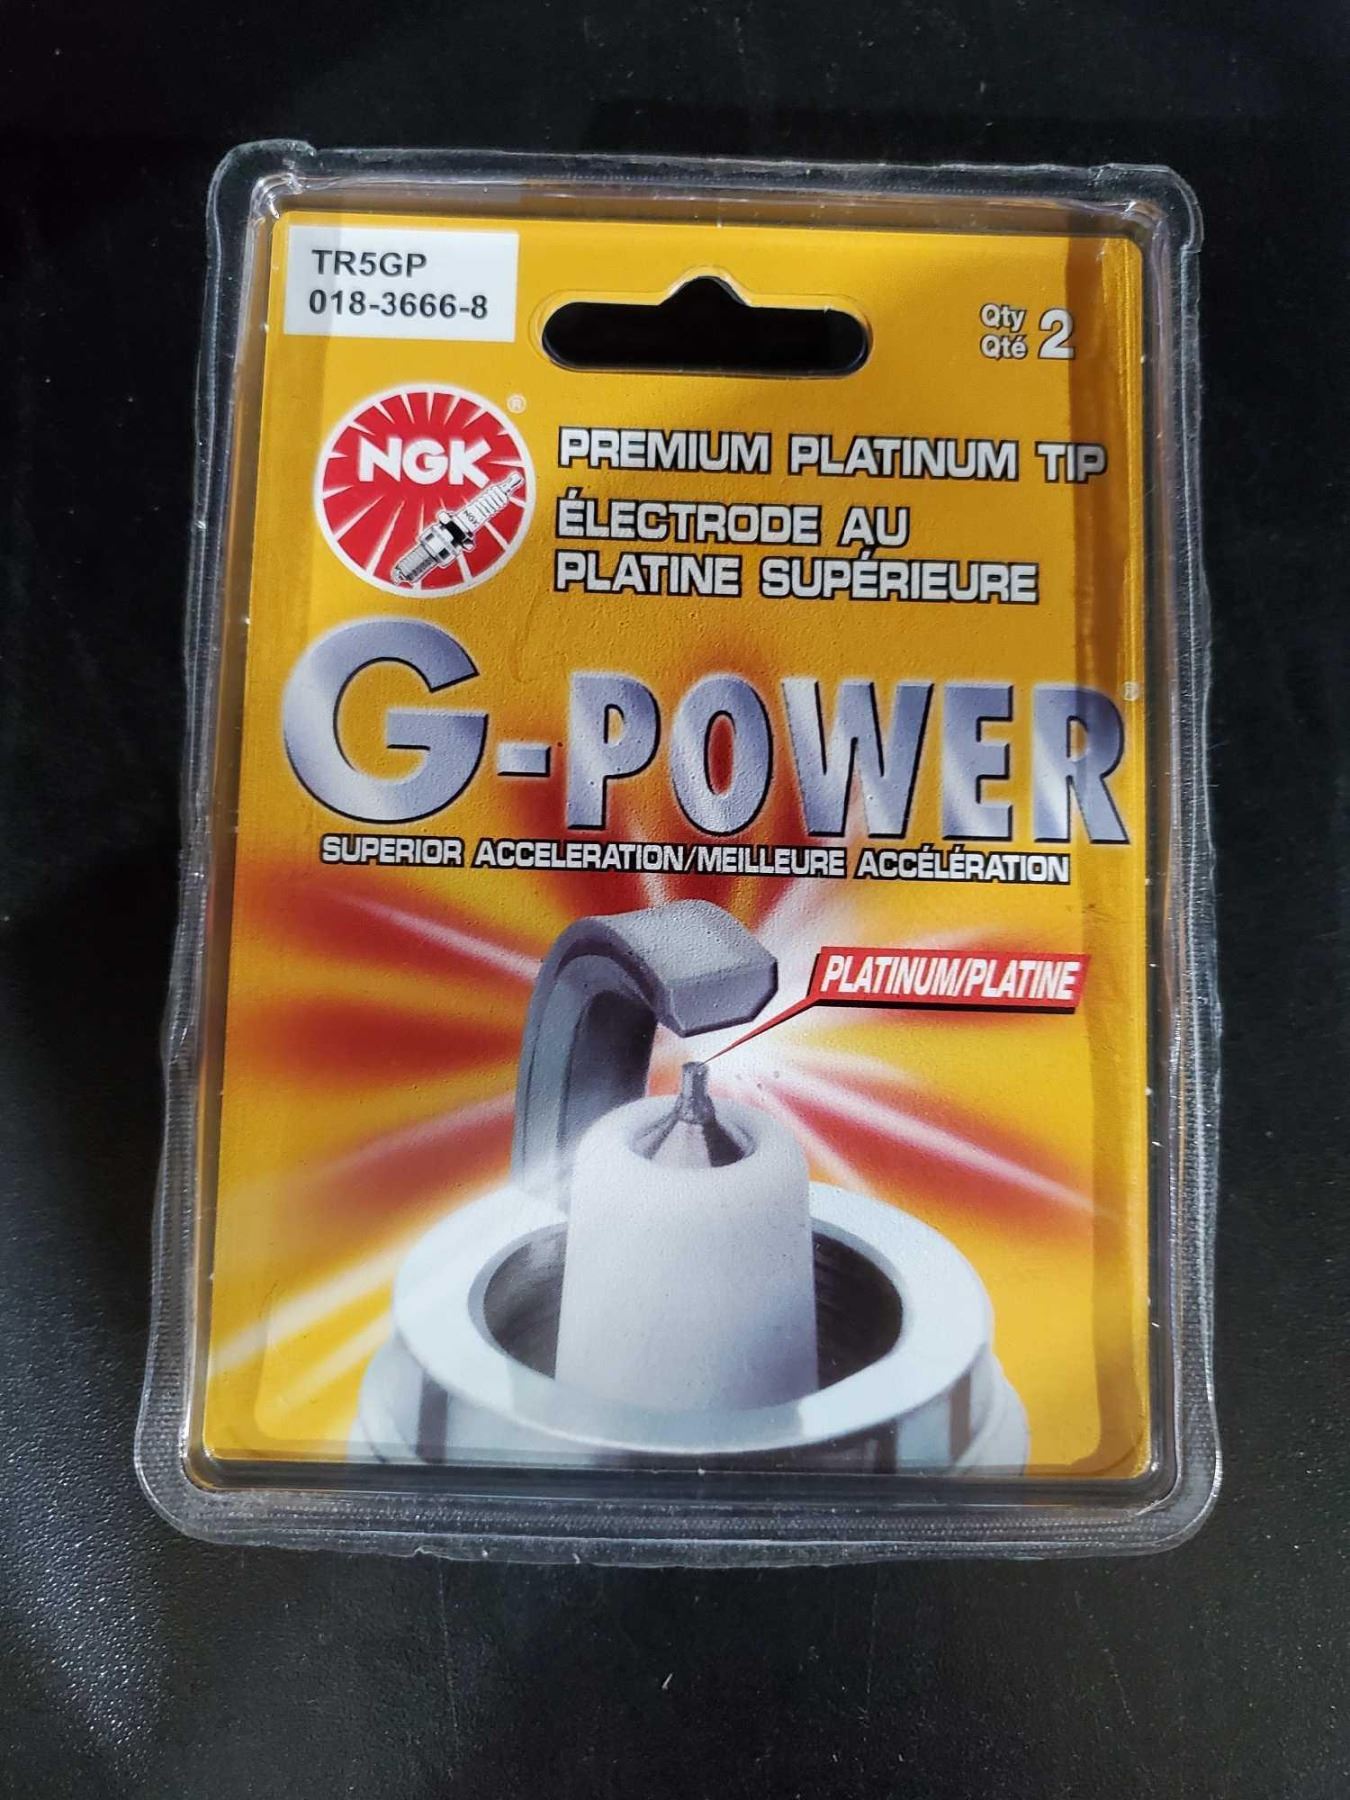 TR5GP
018-3666-8
Qty
Qté 2
NGK
®
PREMIUM PLATINUM TIP
ÉLECTRODE AU
PLATINE SUPÉRIEURE
G-POWER®
SUPERIOR ACCELERATION/MEILLEURE ACCÉLÉRATION
PLATINUM/PLATINE
NGK